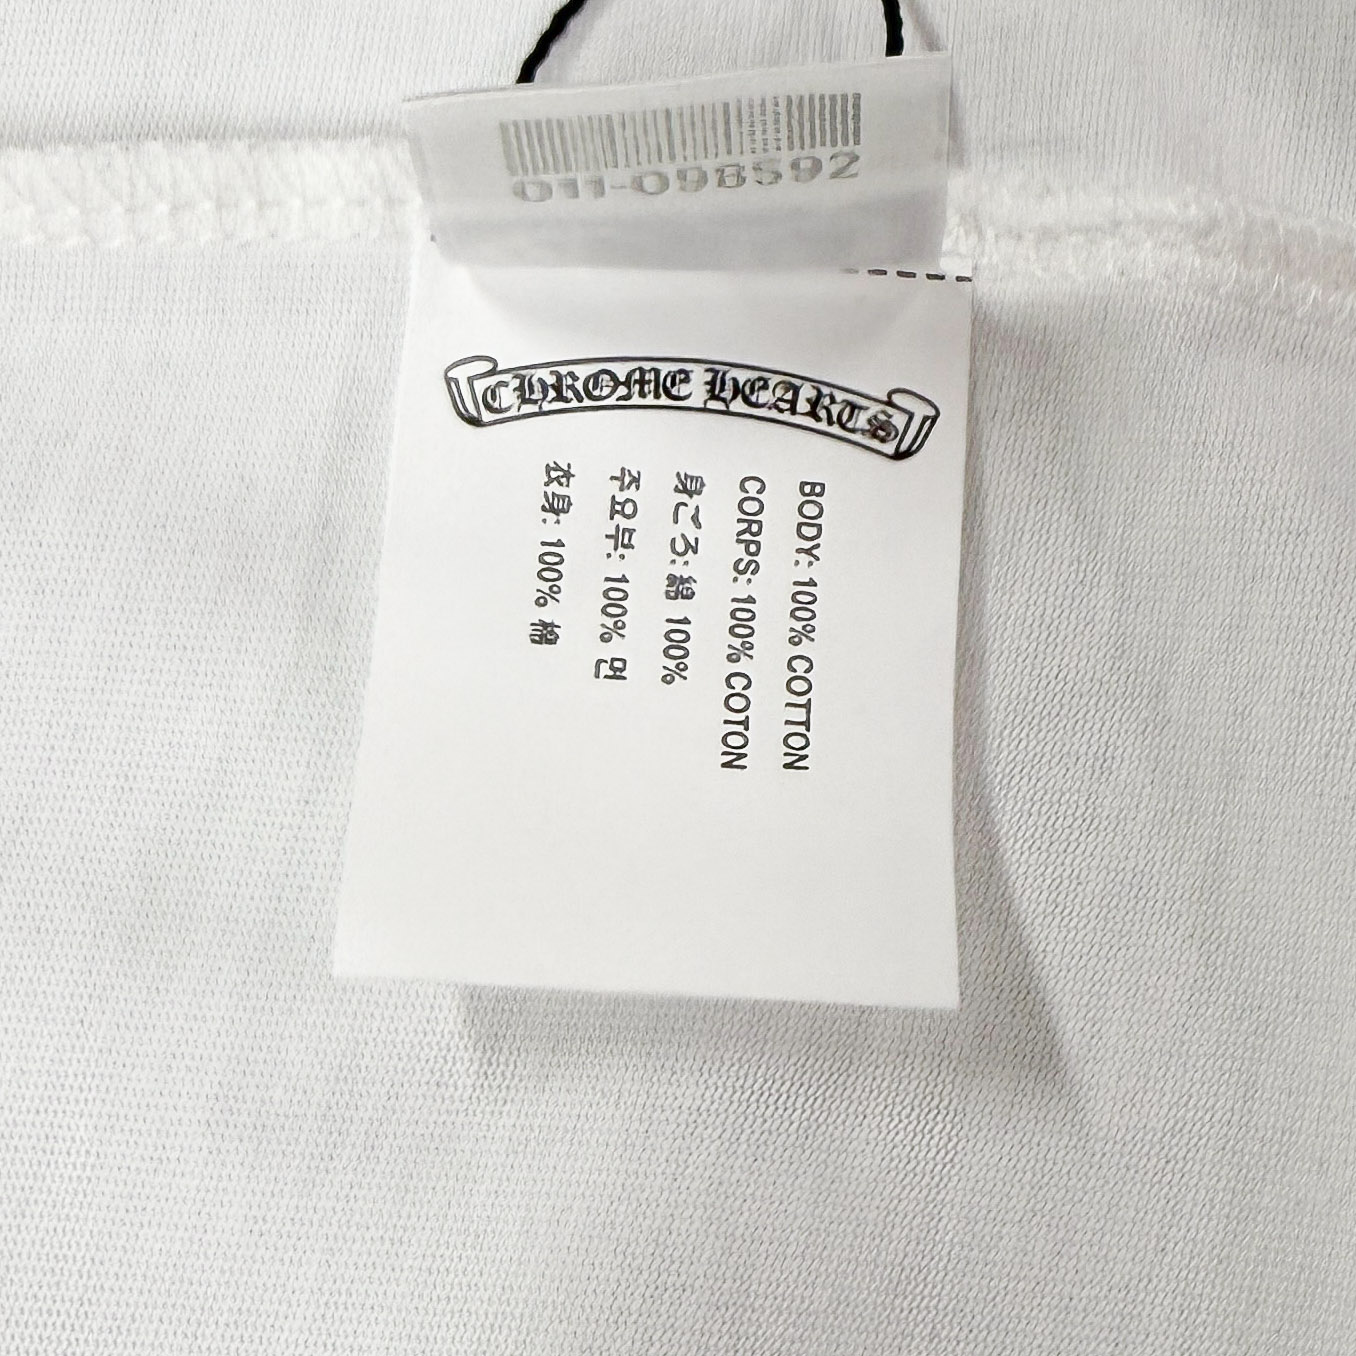 011-098592
CHROME HEARTS
BODY: 100% COTTON
CORPS: 100% COTON
身ごろ: 綿 100%
주요부: 100% 면
衣身: 100% 棉